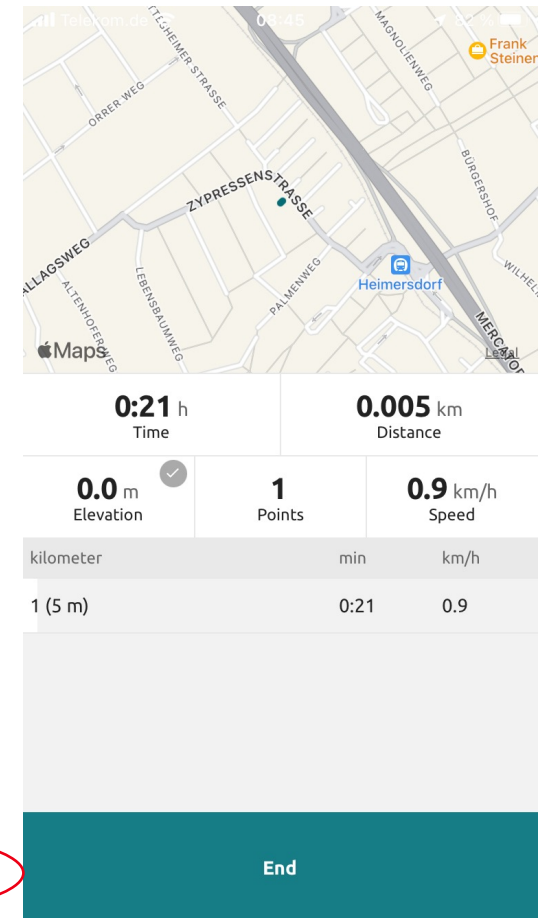 Telekom.de 08:45 82 %
MAGNOLIENWEG
Frank
Steiner
ORRER WEG
BÜRGERSHOF
ZYPRESSENSTRASSE
Heimersdorf
ALTENHOFERWEG
LEBENSBAUMWEG
PALMENWEG
Maps
Legal
0:21 h 0.005 km
Time Distance
0.0 m 1 0.9 km/h
Elevation Points Speed
kilometer min km/h
1 (5 m) 0:21 0.9
End